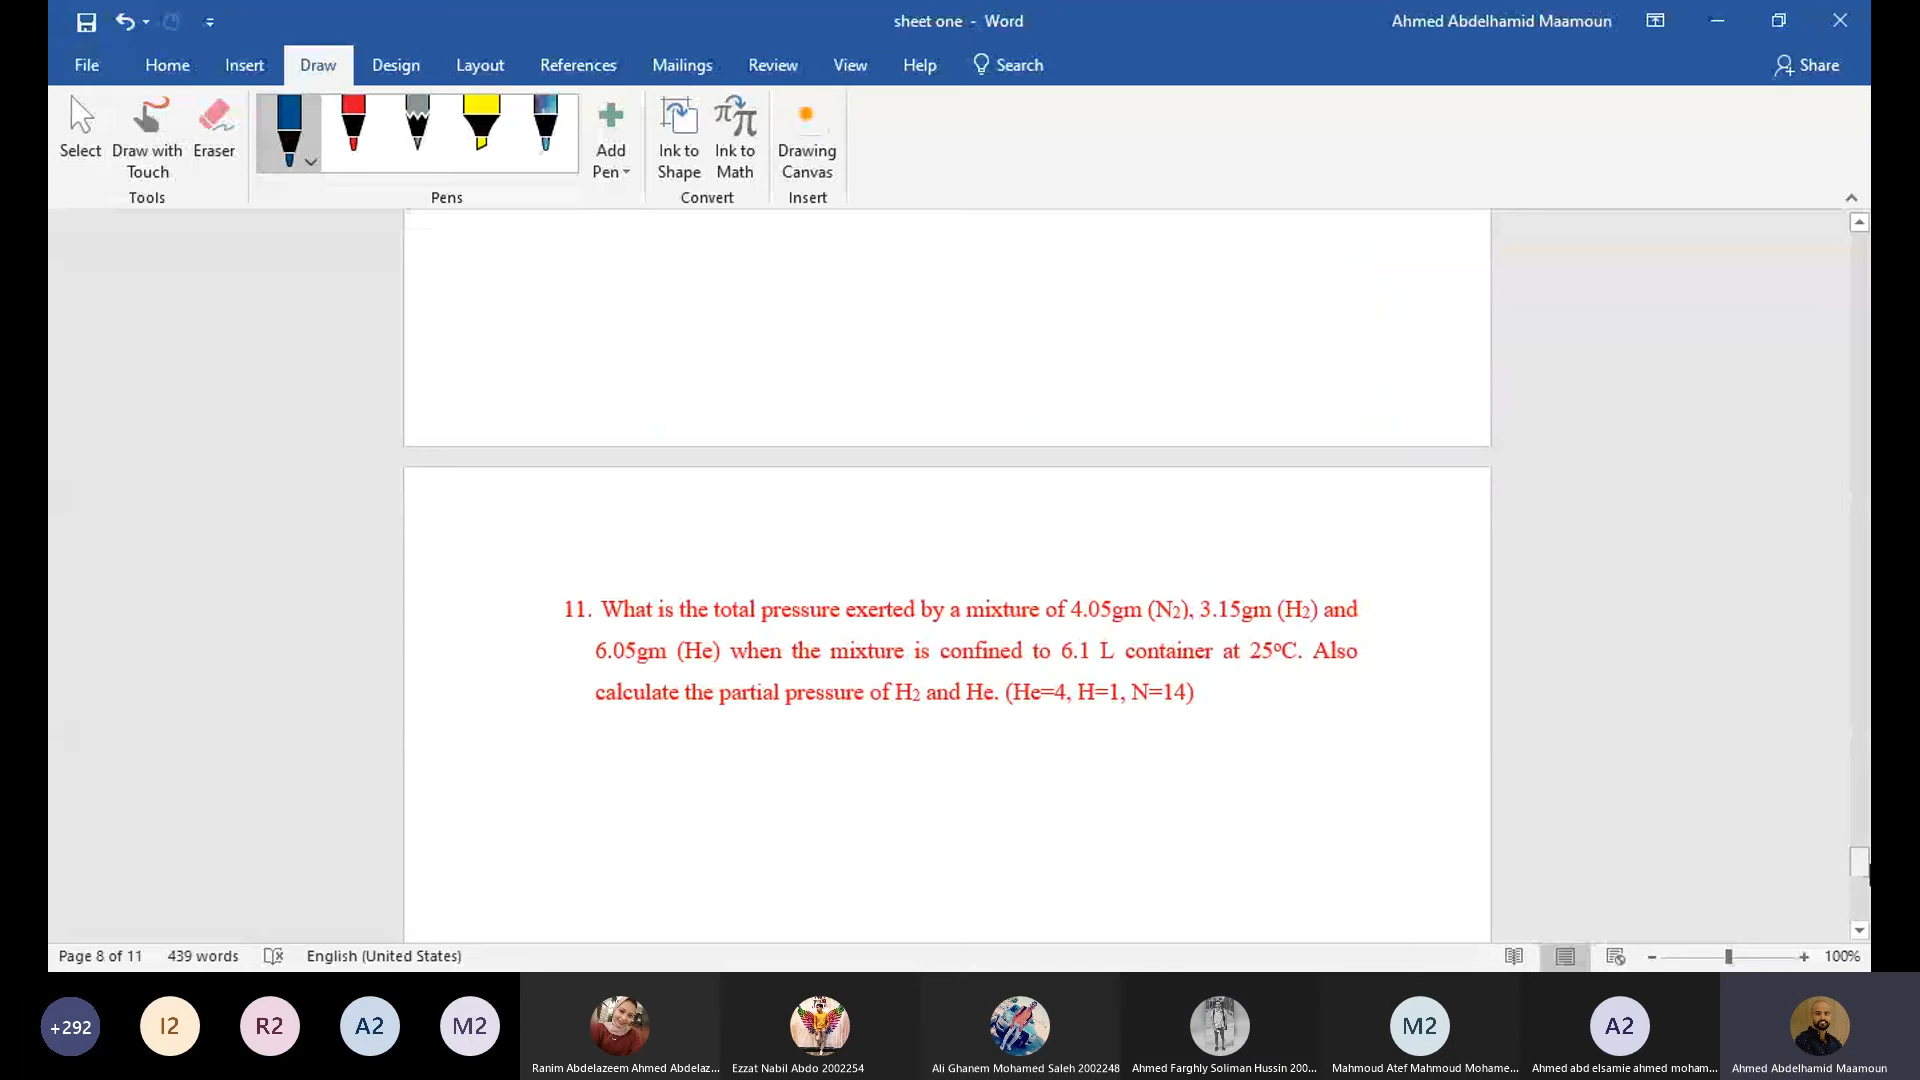 sheet one - Word
Ahmed Abdelhamid Maamoun
File Home Insert Draw Design Layout References Mailings Review View Help Search Share
Select Draw with Touch Eraser Add Pen Ink to Shape Ink to Math Drawing Canvas
Tools Pens Convert Insert
11. What is the total pressure exerted by a mixture of 4.05gm (N2), 3.15gm (H2) and
6.05gm (He) when the mixture is confined to 6.1 L container at 25°C. Also
calculate the partial pressure of H2 and He. (He=4, H=1, N=14)
Page 8 of 11 439 words English (United States) 100%
+292 I2 R2 A2 M2 M2 A2
Ranim Abdelazeem Ahmed Abdelaz... Ezzat Nabil Abdo 2002254 Ali Ghanem Mohamed Saleh 2002248 Ahmed Farghly Soliman Hussin 200... Mahmoud Atef Mahmoud Mohame... Ahmed abd elsamie ahmed moham... Ahmed Abdelhamid Maamoun